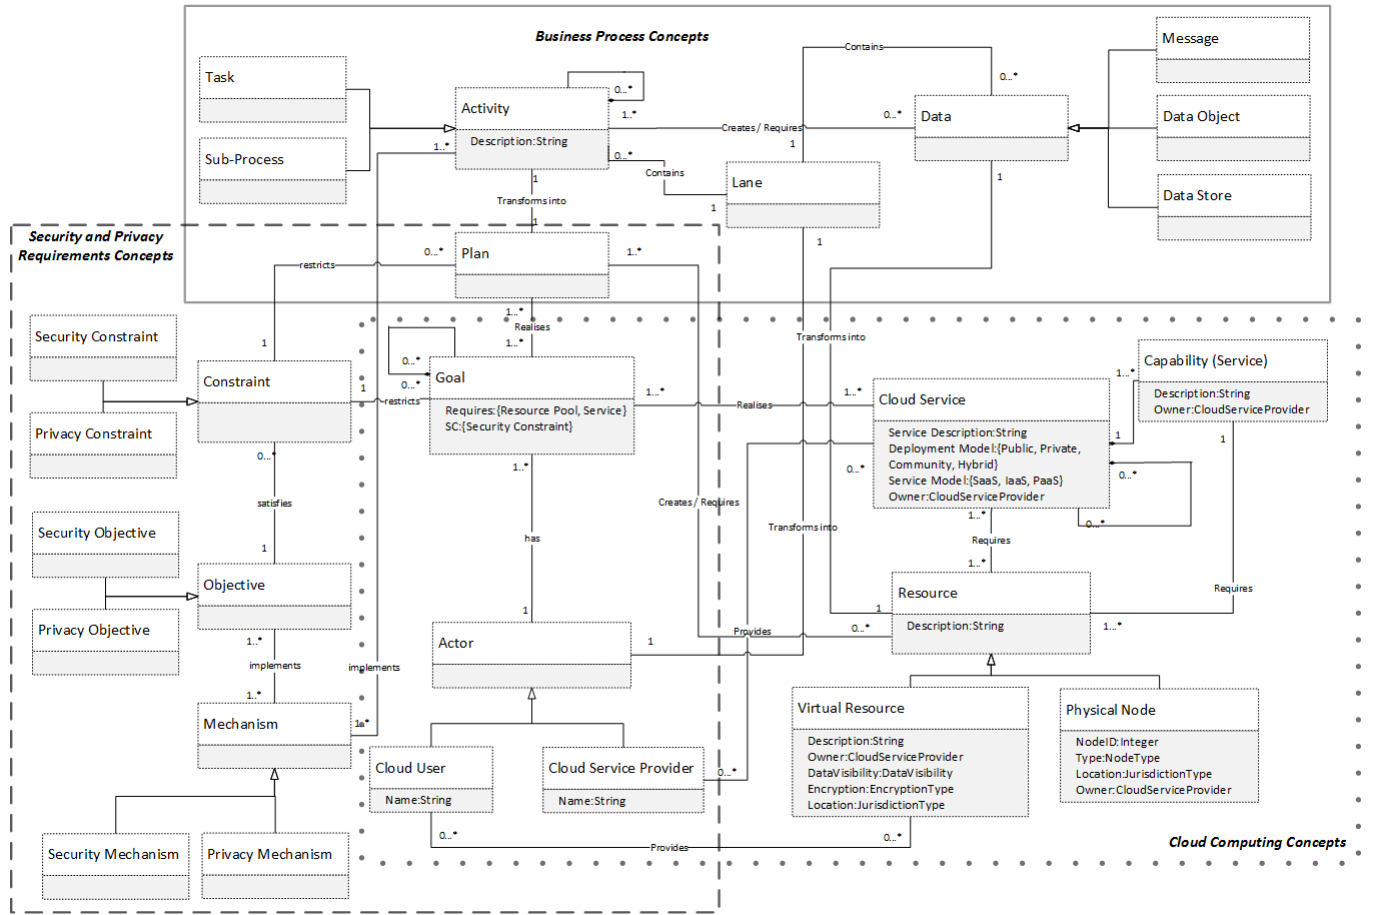 Business Process Concepts
Message
Contains
Task
0...*
0...*
Activity
1..*
0...*
Data
Data Object
Creates / Requires
Description:String
1
1..*
0...*
Sub-Process
Contains
Lane
1
1
Data Store
Transforms into
1
1
1
Security and Privacy
Requirements Concepts
0...*
Plan
1..*
restricts
1...*
Realises
1...*
Security Constraint
1
Transforms into
0...*
Capability (Service)
1...*
Constraint
1
Goal
0...*
restricts
1...*
Realises
1...*
Cloud Service
Description:String
Owner:CloudServiceProvider
Requires:{Resource Pool, Service}
SC:{Security Constraint}
Privacy Constraint
Service Description:String
Deployment Model:{Public, Private,
Community, Hybrid}
Service Model:{SaaS, IaaS, PaaS}
Owner:CloudServiceProvider
1
1
0...*
1...*
0...*
0...*
0...*
satisfies
Creates / Requires
1...*
Security Objective
Transforms into
has
Requires
1
1...*
Objective
Resource
Requires
1
1
Description:String
0...*
1...*
Privacy Objective
1..*
Actor
1
Provides
implements
implements
1..*
Mechanism
Virtual Resource
Physical Node
Description:String
Owner:CloudServiceProvider
DataVisibility:DataVisibility
Encryption:EncryptionType
Location:JurisdictionType
NodeID:Integer
Type:NodeType
Location:JurisdictionType
Owner:CloudServiceProvider
Cloud User
Cloud Service Provider
0...*
Name:String
Name:String
0...*
0...*
Provides
Security Mechanism
Privacy Mechanism
Cloud Computing Concepts